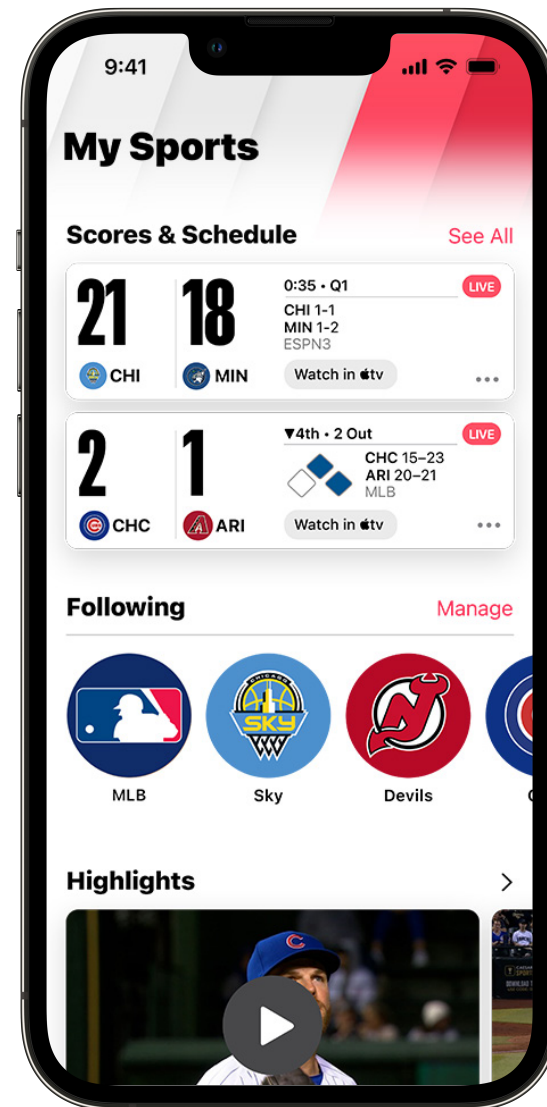 9:41
My Sports
Scores & Schedule
See All
21
18
0:35 • Q1
LIVE
CHI 1-1
MIN 1-2
ESPN3
CHI
MIN
Watch in tv
2
1
▼4th • 2 Out
LIVE
CHC 15–23
ARI 20–21
MLB
CHC
ARI
Watch in tv
Following
Manage
CHICAGO
SKY
MLB
Sky
Devils
Highlights
C